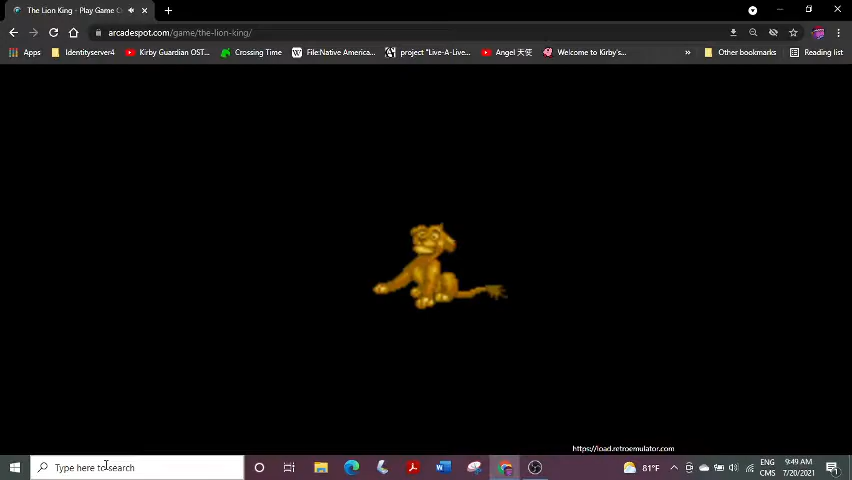 The Lion King - Play Game O
arcadespot.com/game/the-lion-king/
Apps
Identityserver4
Kirby Guardian OST...
Crossing Time
File:Native America...
project "Live-A-Live...
Angel 天使
Welcome to Kirby's...
»
Other bookmarks
Reading list
https://load.retroemulator.com
Type here to search
81°F
ENG
CMS
9:49 AM
7/20/2021